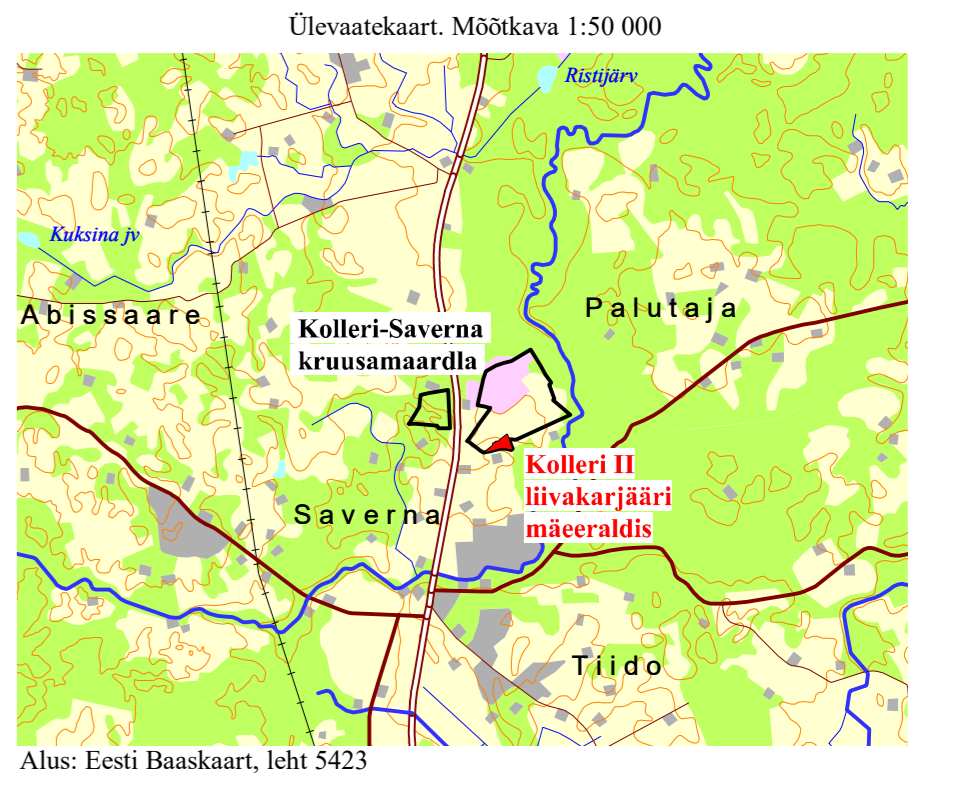 Ülevaatekaart. Mõõtkava 1:50 000
Ristijärv
Kuksina jv
Palutaja
Abissaare
Kolleri-Saverna
kruusamaardla
Kolleri II
liivakarjääri
mäeeraldis
Saverna
Tiido
Alus: Eesti Baaskaart, leht 5423